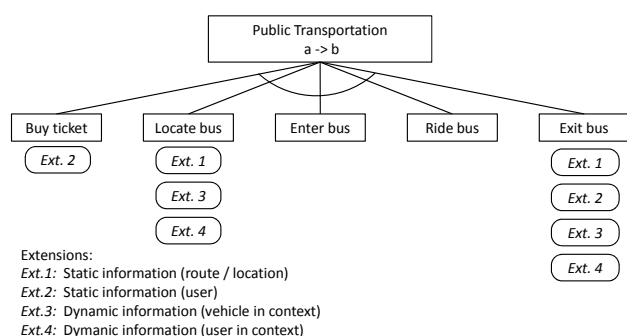 Public Transportation
a -> b
Buy ticket
Locate bus
Enter bus
Ride bus
Exit bus
Ext. 2
Ext. 1
Ext. 3
Ext. 4
Ext. 1
Ext. 2
Ext. 3
Ext. 4
Extensions:
Ext.1: Static information (route / location)
Ext.2: Static information (user)
Ext.3: Dynamic information (vehicle in context)
Ext.4: Dymanic information (user in context)